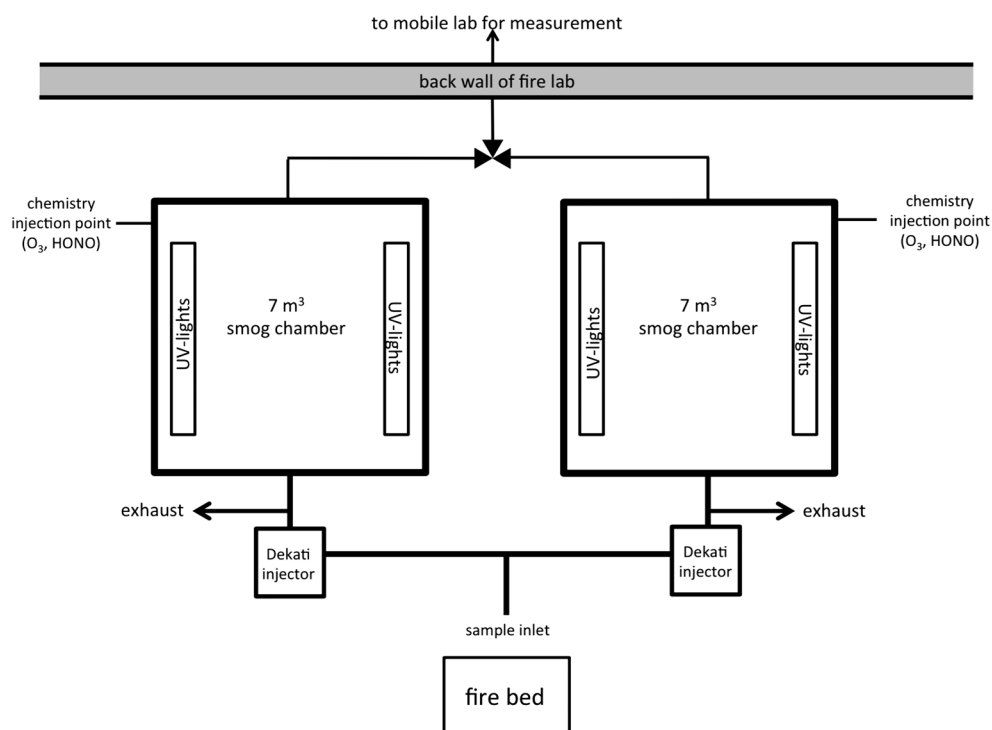 to mobile lab for measurement
back wall of fire lab
chemistry
injection point
(O₃, HONO)
UV-lights
7 m³
smog chamber
UV-lights
UV-lights
7 m³
smog chamber
UV-lights
chemistry
injection point
(O₃, HONO)
exhaust
exhaust
Dekati
injector
Dekati
injector
sample inlet
fire bed